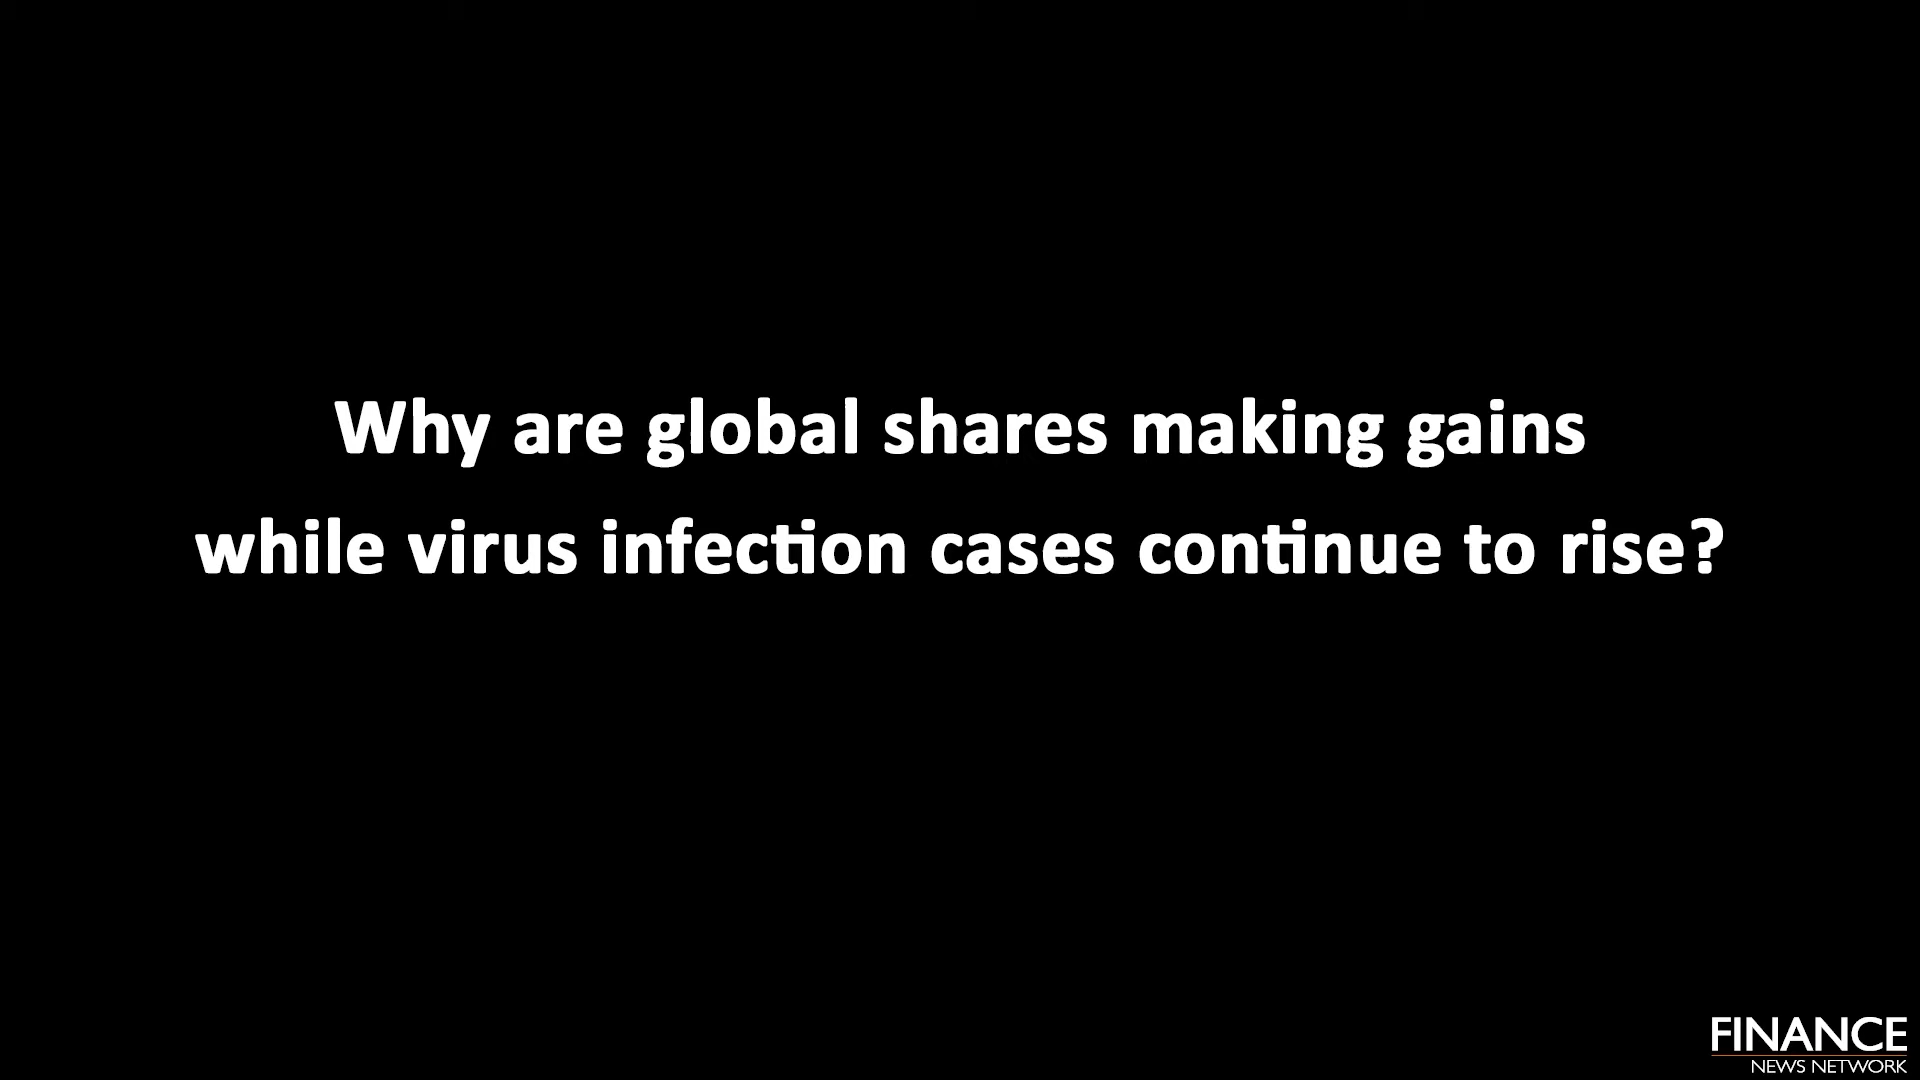 Why are global shares making gains
while virus infection cases continue to rise?
FINANCE
NEWS NETWORK